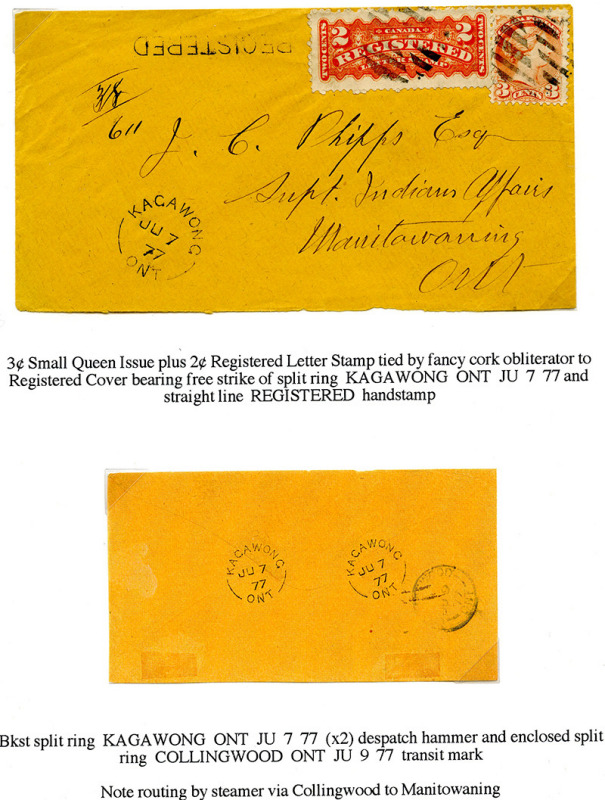 REGISTERED
2 CANADA 2
REGISTERED
TWO CENTS TWO CENTS
3 CENTS 3
3/8
611 J. C. Phipps Esq
Supt. Indian Affairs
Manitowaning
Ont
KAGAWONG
JU 7
77
ONT
3¢ Small Queen Issue plus 2¢ Registered Letter Stamp tied by fancy cork obliterator to
Registered Cover bearing free strike of split ring KAGAWONG ONT JU 7 77 and
straight line REGISTERED handstamp
KAGAWONG
JU 7
77
ONT
KAGAWONG
JU 7
77
ONT
Bkst split ring KAGAWONG ONT JU 7 77 (x2) despatch hammer and enclosed split
ring COLLINGWOOD ONT JU 9 77 transit mark
Note routing by steamer via Collingwood to Manitowaning